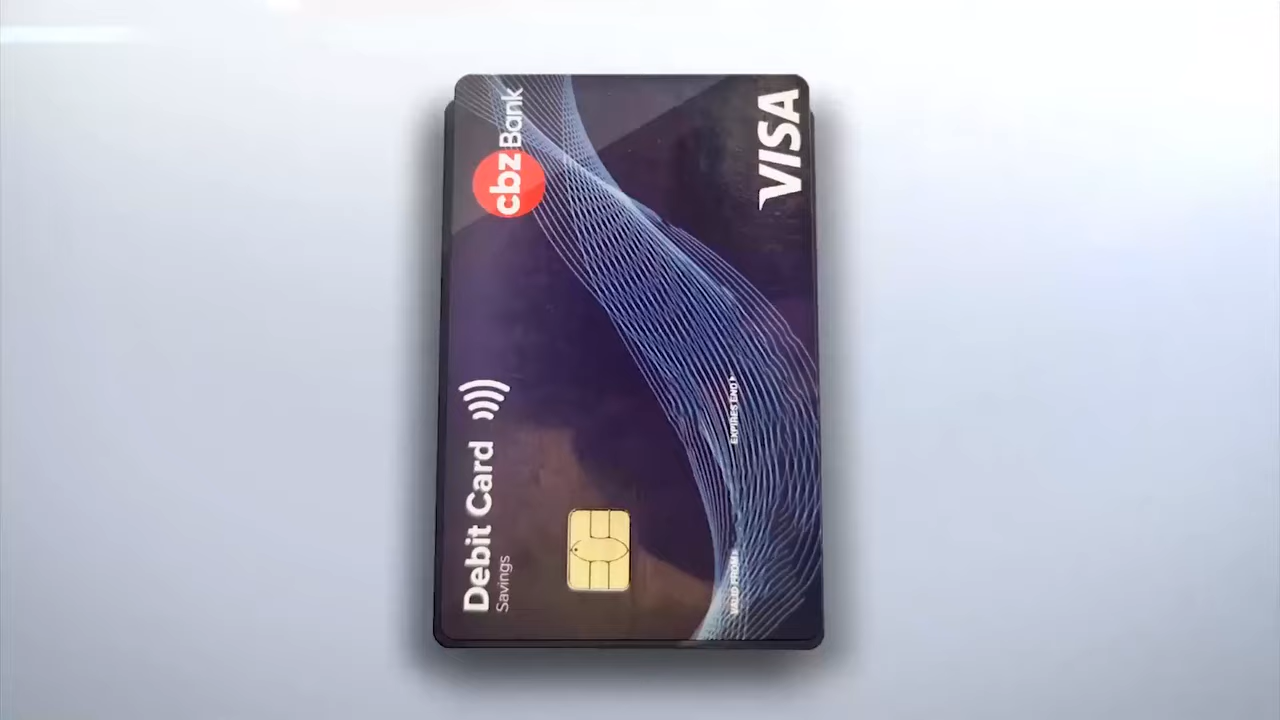 Debit Card
Savings
cbz Bank
VALID FROM
EXPIRES END
VISA